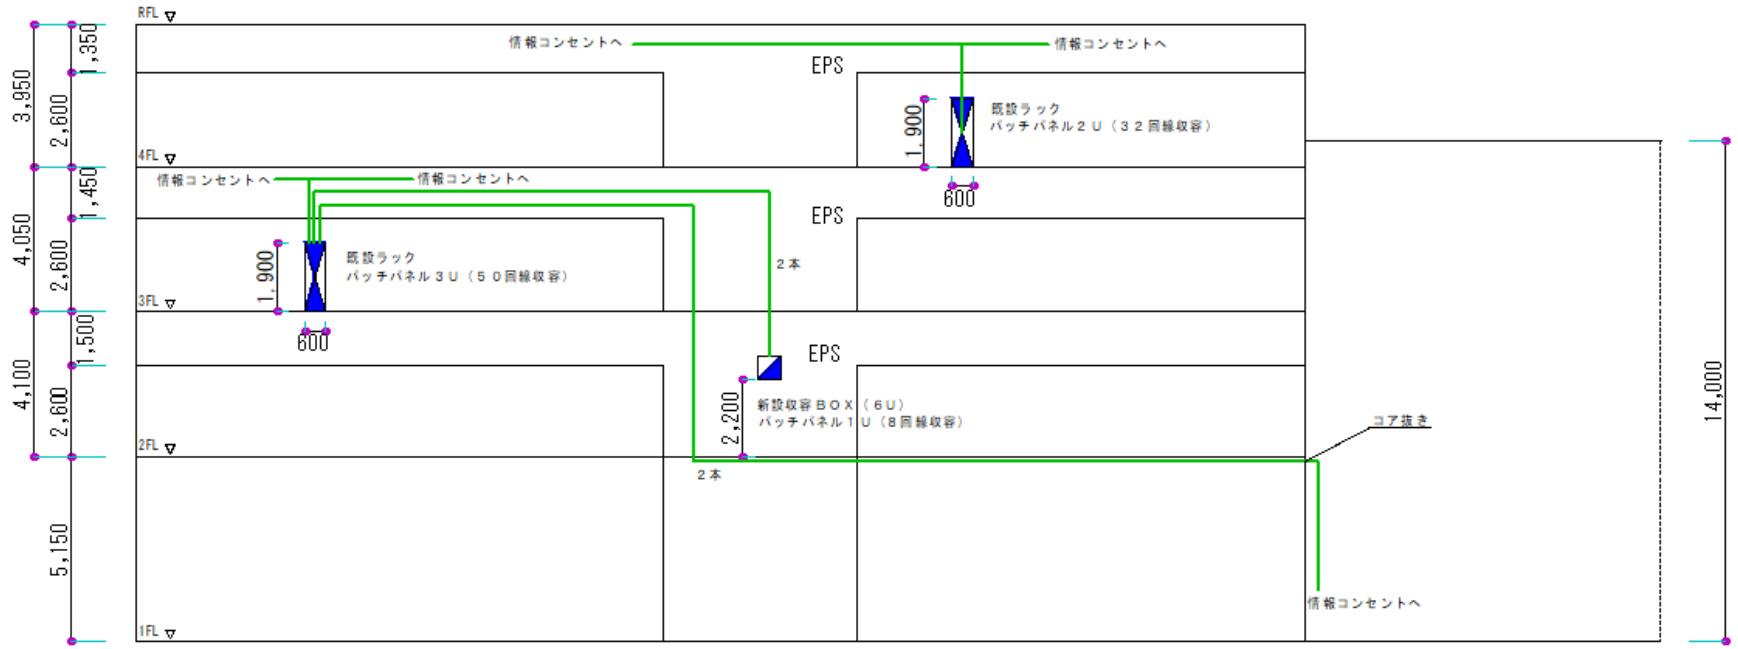 RFL
情報コンセントへ
情報コンセントへ
1,350
EPS
3,950
2,600
1,900
既設ラック
パッチパネル2U（32回線収容）
4FL
600
情報コンセントへ
情報コンセントへ
1,450
EPS
4,050
2,600
1,900
既設ラック
パッチパネル3U（50回線収容）
2本
3FL
600
1,500
EPS
4,100
2,600
2,200
新設収容BOX（6U）
パッチパネル1U（8回線収容）
コア抜き
14,000
2FL
2本
5,150
情報コンセントへ
1FL